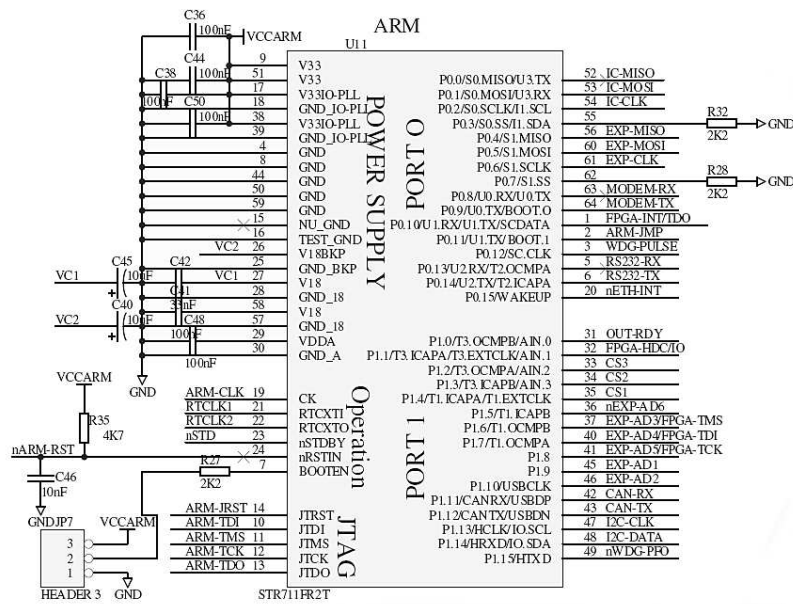 ARM
U11
C36
100nF
VCCARM
C44
100nF
C38
100nF
C50
100nF
9 V33
51 V33
17 V33IO-PLL
18 GND_IO-PLL
38 V33IO-PLL
39 GND_IO-PLL
4 GND
8 GND
44 GND
50 GND
59 GND
15 NU_GND
16 TEST_GND
VC2 26 V18BKP
25 GND_BKP
VC1 27 V18
28 GND_18
58 V18
57 GND_18
29 VDDA
30 GND_A
POWER SUPPLY
C45
10nF
VC1
C42
C41
33nF
C40
10nF
VC2
C48
100nF
GND
VCCARM
R35
4K7
nARM-RST
C46
10nF
GND
ARM-CLK 19 CK
RTCLK1 21 RTCXTI
RTCLK2 22 RTCXTO
nSTD 23 nSTDBY
24 nRSTIN
R27 7 BOOTEN
2K2
Operation
JP7
VCCARM
3
2
1
HEADER 3
GND
ARM-JRST 14 JTRST
ARM-TDI 10 JTDI
ARM-TMS 11 JTMS
ARM-TCK 12 JTCK
ARM-TDO 13 JTDO
JTAG
STR711FR2T
PORT O
P0.0/S0.MISO/U3.TX 52 IC-MISO
P0.1/S0.MOSI/U3.RX 53 IC-MOSI
P0.2/S0.SCLK/I1.SCL 54 IC-CLK
P0.3/S0.SS/I1.SDA 55 R32 GND
2K2
P0.4/S1.MISO 56 EXP-MISO
P0.5/S1.MOSI 60 EXP-MOSI
P0.6/S1.SCLK 61 EXP-CLK
P0.7/S1.SS 62 R28 GND
2K2
P0.8/U0.RX/U0.TX 63 MODEM-RX
P0.9/U0.TX/BOOT.O 64 MODEM-TX
P0.10/U1.RX/U1.TX/SCDATA 1 FPGA-INT/TDO
P0.11/U1.TX/BOOT.1 2 ARM-JMP
P0.12/SC.CLK 3 WDG-PULSE
P0.13/U2.RX/T2.OCMPA 5 RS232-RX
P0.14/U2.TX/T2.ICAPA 6 RS232-TX
P0.15/WAKEUP 20 nETH-INT
PORT 1
P1.0/T3.OCMPB/AIN.0 31 OUT-RDY
P1.1/T3.ICAPA/T3.EXTCLK/AIN.1 32 FPGA-HDC/IO
P1.2/T3.OCMPA/AIN.2 33 CS3
P1.3/T3.ICAPB/AIN.3 34 CS2
P1.4/T1.ICAPA/T1.EXTCLK 35 CS1
P1.5/T1.ICAPB 36 nEXP-AD6
P1.6/T1.OCMPB 37 EXP-AD3/FPGA-TMS
P1.7/T1.OCMPA 40 EXP-AD4/FPGA-TDI
P1.8 41 EXP-AD5/FPGA-TCK
P1.9 45 EXP-AD1
P1.10/USBCLK 46 EXP-AD2
P1.11/CANRX/USBDP 42 CAN-RX
P1.12/CANTX/USBDN 43 CAN-TX
P1.13/HCLK/IO.SCL 47 I2C-CLK
P1.14/HRXD/IO.SDA 48 I2C-DATA
P1.15/HTXD 49 nWDG-PFO